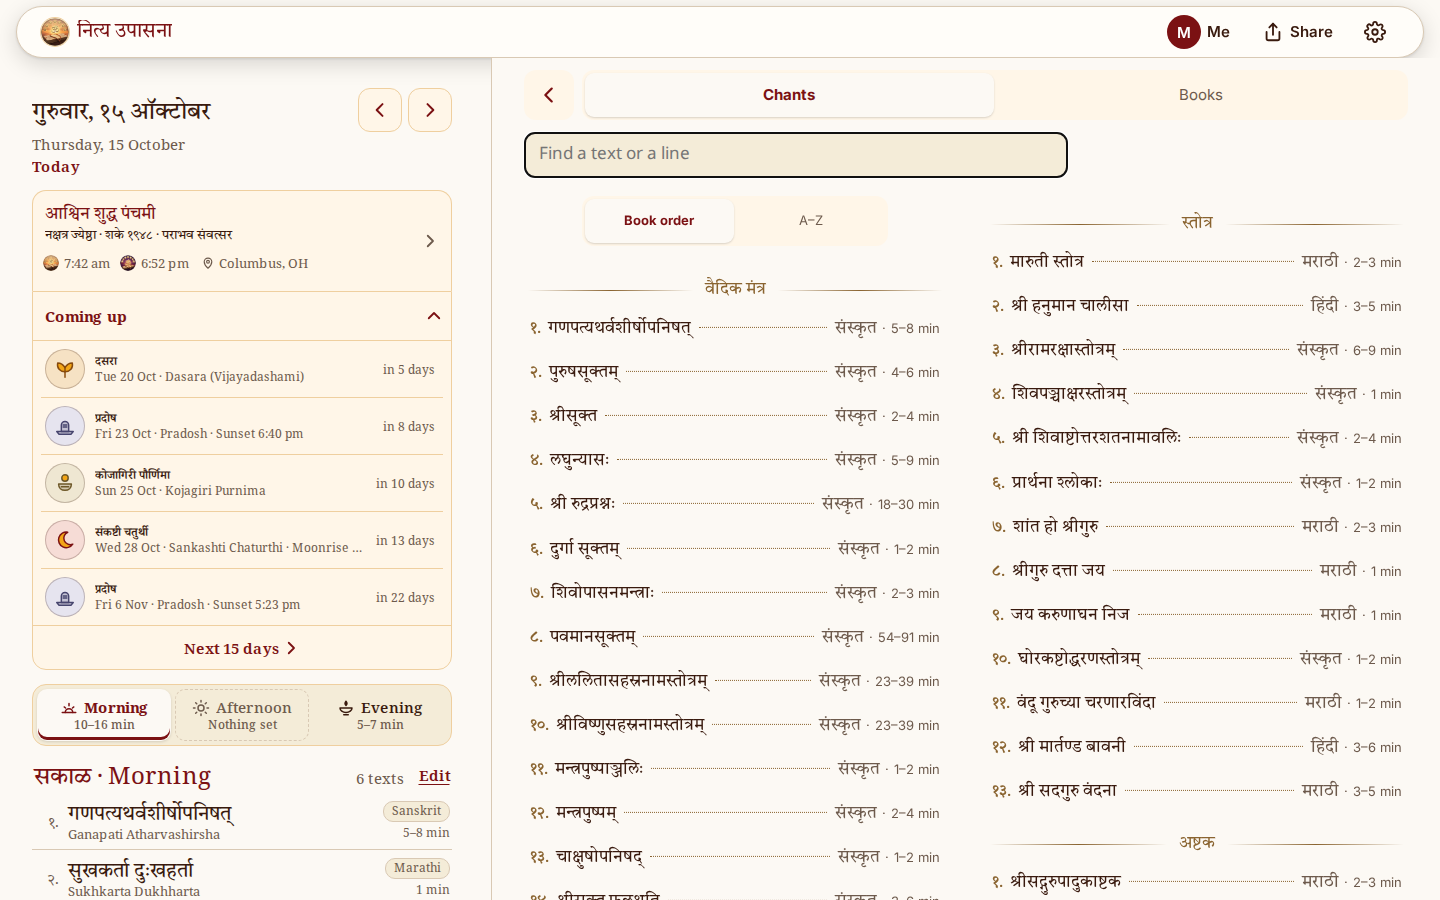 नित्य उपासना
M Me Share
गुरुवार, १५ ऑक्टोबर
Thursday, 15 October
Today
आश्विन शुद्ध पंचमी
नक्षत्र ज्येष्ठा · शके १९४८ · पराभव संवत्सर
7:42 am 6:52 pm Columbus, OH
Coming up
दसरा
Tue 20 Oct · Dasara (Vijayadashami) in 5 days
प्रदोष
Fri 23 Oct · Pradosh · Sunset 6:40 pm in 8 days
कोजागिरी पौर्णिमा
Sun 25 Oct · Kojagiri Purnima in 10 days
संकष्टी चतुर्थी
Wed 28 Oct · Sankashti Chaturthi · Moonrise ... in 13 days
प्रदोष
Fri 6 Nov · Pradosh · Sunset 5:23 pm in 22 days
Next 15 days
Morning
10–16 min
Afternoon
Nothing set
Evening
5–7 min
सकाळ · Morning 6 texts Edit
१. गणपत्यथर्वशीर्षोपनिषत् Sanskrit
Ganapati Atharvashirsha 5–8 min
२. सुखकर्ता दुःखहर्ता Marathi
Sukhkarta Dukhharta 1 min
Chants Books
Find a text or a line
Book order A–Z
वैदिक मंत्र
१. गणपत्यथर्वशीर्षोपनिषत् संस्कृत · 5–8 min
२. पुरुषसूक्तम् संस्कृत · 4–6 min
३. श्रीसूक्त संस्कृत · 2–4 min
४. लघुन्यासः संस्कृत · 5–9 min
५. श्री रुद्रप्रश्नः संस्कृत · 18–30 min
६. दुर्गा सूक्तम् संस्कृत · 1–2 min
७. शिवोपासनमन्त्राः संस्कृत · 2–3 min
८. पवमानसूक्तम् संस्कृत · 54–91 min
९. श्रीललितासहस्रनामस्तोत्रम् संस्कृत · 23–39 min
१०. श्रीविष्णुसहस्रनामस्तोत्रम् संस्कृत · 23–39 min
११. मन्त्रपुष्पाञ्जलिः संस्कृत · 1–2 min
१२. मन्त्रपुष्पम् संस्कृत · 2–4 min
१३. चाक्षुषोपनिषद् संस्कृत · 1–2 min
स्तोत्र
१. मारुती स्तोत्र मराठी · 2–3 min
२. श्री हनुमान चालीसा हिंदी · 3–5 min
३. श्रीरामरक्षास्तोत्रम् संस्कृत · 6–9 min
४. शिवपञ्चाक्षरस्तोत्रम् संस्कृत · 1 min
५. श्री शिवाष्टोत्तरशतनामावलिः संस्कृत · 2–4 min
६. प्रार्थना श्लोकाः संस्कृत · 1–2 min
७. शांत हो श्रीगुरु मराठी · 2–3 min
८. श्रीगुरु दत्ता जय मराठी · 1 min
९. जय करुणाघन निज मराठी · 1 min
१०. घोरकष्टोद्धरणस्तोत्रम् संस्कृत · 1–2 min
११. वंदू गुरुच्या चरणारविंदा मराठी · 1–2 min
१२. श्री मार्तण्ड बावनी हिंदी · 3–6 min
१३. श्री सदगुरु वंदना मराठी · 3–5 min
अष्टक
१. श्रीसद्गुरुपादुकाष्टक मराठी · 2–3 min